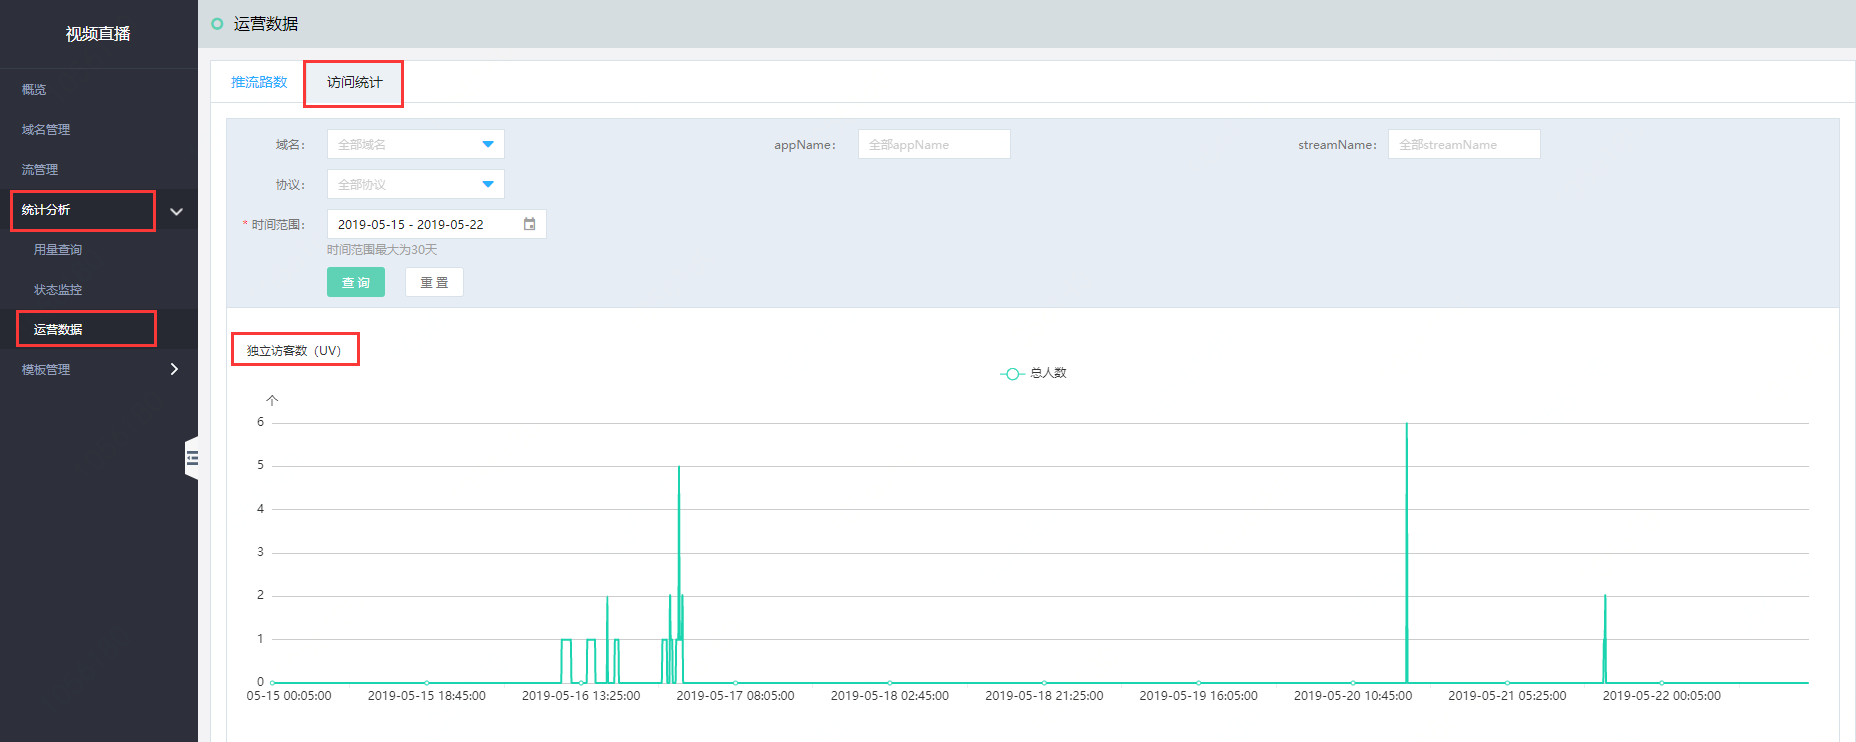 视频直播
概览
域名管理
流管理
统计分析
用量查询
状态监控
运营数据
模板管理
运营数据
推流路数 访问统计
域名: 全部域名 appName: 全部appName streamName: 全部streamName
协议: 全部协议
* 时间范围: 2019-05-15 - 2019-05-22
时间范围最大为30天
查 询 重 置
独立访客数（UV）
总人数
个
6
5
4
3
2
1
0
05-15 00:05:00 2019-05-15 18:45:00 2019-05-16 13:25:00 2019-05-17 08:05:00 2019-05-18 02:45:00 2019-05-18 21:25:00 2019-05-19 16:05:00 2019-05-20 10:45:00 2019-05-21 05:25:00 2019-05-22 00:05:00